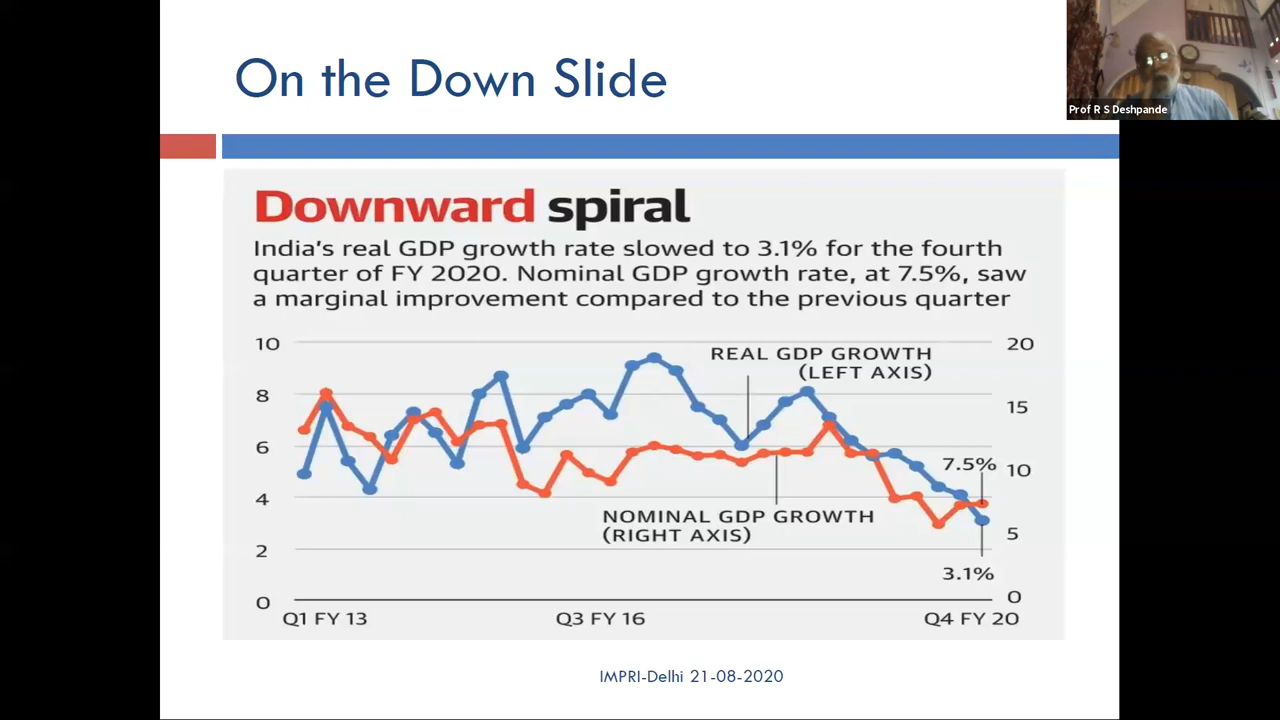 On the Down Slide
Prof R S Deshpande
Downward spiral
India's real GDP growth rate slowed to 3.1% for the fourth
quarter of FY 2020. Nominal GDP growth rate, at 7.5%, saw
a marginal improvement compared to the previous quarter
10
20
REAL GDP GROWTH
(LEFT AXIS)
8
15
6
7.5%
10
4
NOMINAL GDP GROWTH
(RIGHT AXIS)
5
2
3.1%
0
0
Q1 FY 13
Q3 FY 16
Q4 FY 20
IMPRI-Delhi 21-08-2020